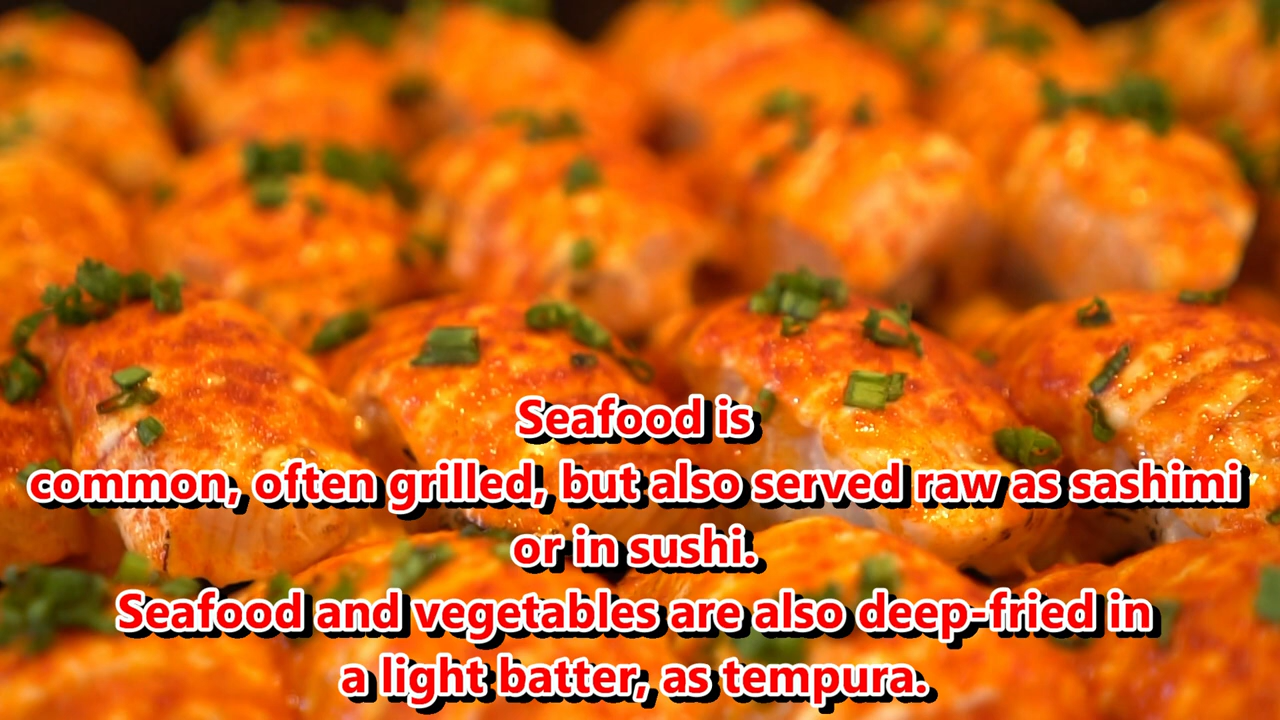 Seafood is
common, often grilled, but also served raw as sashimi
or in sushi.
Seafood and vegetables are also deep-fried in
a light batter, as tempura.